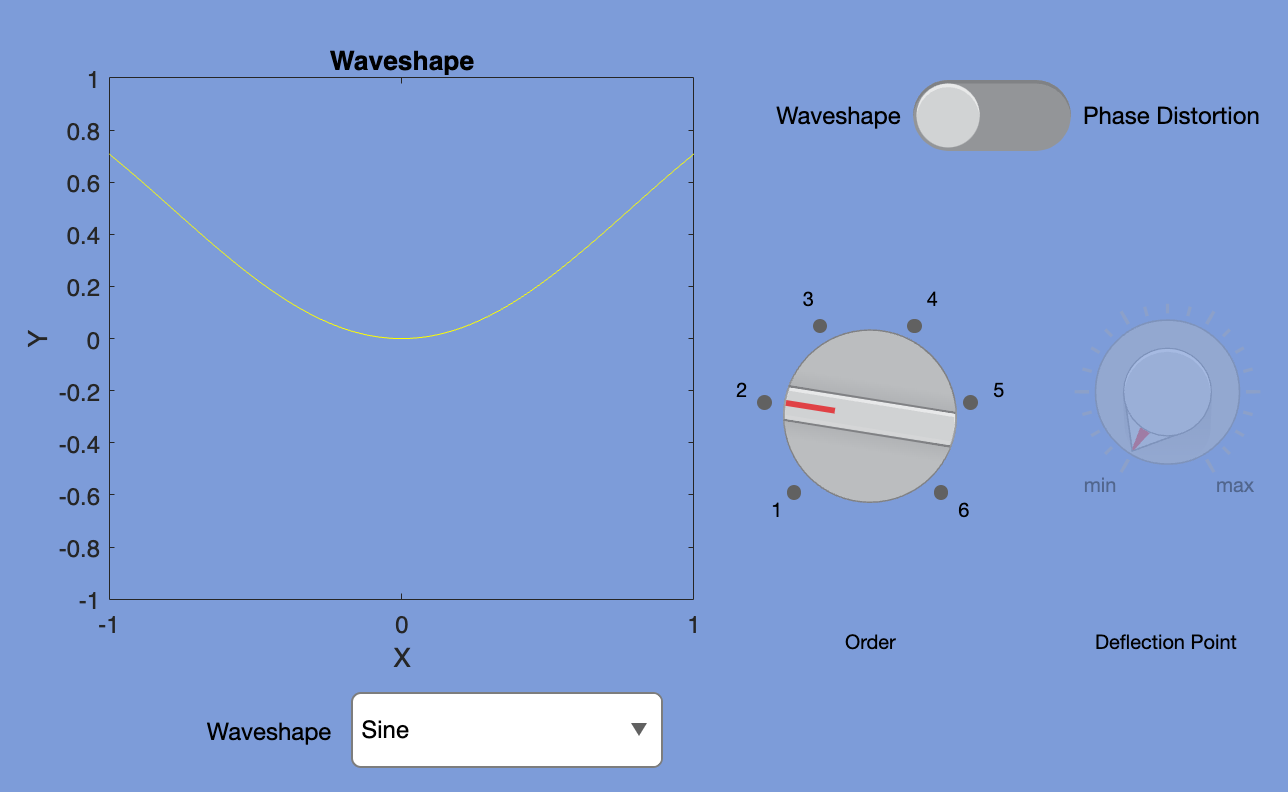 Waveshape
1
0.8
0.6
0.4
0.2
0
-0.2
-0.4
-0.6
-0.8
-1
Y
-1 0 1
X
Waveshape Sine
Waveshape Phase Distortion
3 4
2 5
1 6
min max
Order Deflection Point